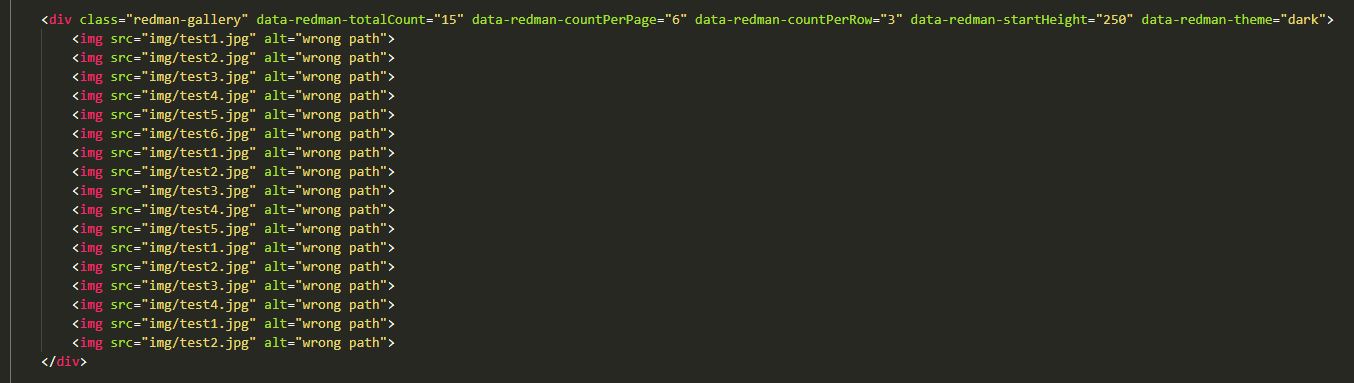 <div class="redman-gallery" data-redman-totalCount="15" data-redman-countPerPage="6" data-redman-countPerRow="3" data-redman-startHeight="250" data-redman-theme="dark">
<img src="img/test1.jpg" alt="wrong path">
<img src="img/test2.jpg" alt="wrong path">
<img src="img/test3.jpg" alt="wrong path">
<img src="img/test4.jpg" alt="wrong path">
<img src="img/test5.jpg" alt="wrong path">
<img src="img/test6.jpg" alt="wrong path">
<img src="img/test1.jpg" alt="wrong path">
<img src="img/test2.jpg" alt="wrong path">
<img src="img/test3.jpg" alt="wrong path">
<img src="img/test4.jpg" alt="wrong path">
<img src="img/test5.jpg" alt="wrong path">
<img src="img/test1.jpg" alt="wrong path">
<img src="img/test2.jpg" alt="wrong path">
<img src="img/test3.jpg" alt="wrong path">
<img src="img/test4.jpg" alt="wrong path">
<img src="img/test1.jpg" alt="wrong path">
<img src="img/test2.jpg" alt="wrong path">
</div>